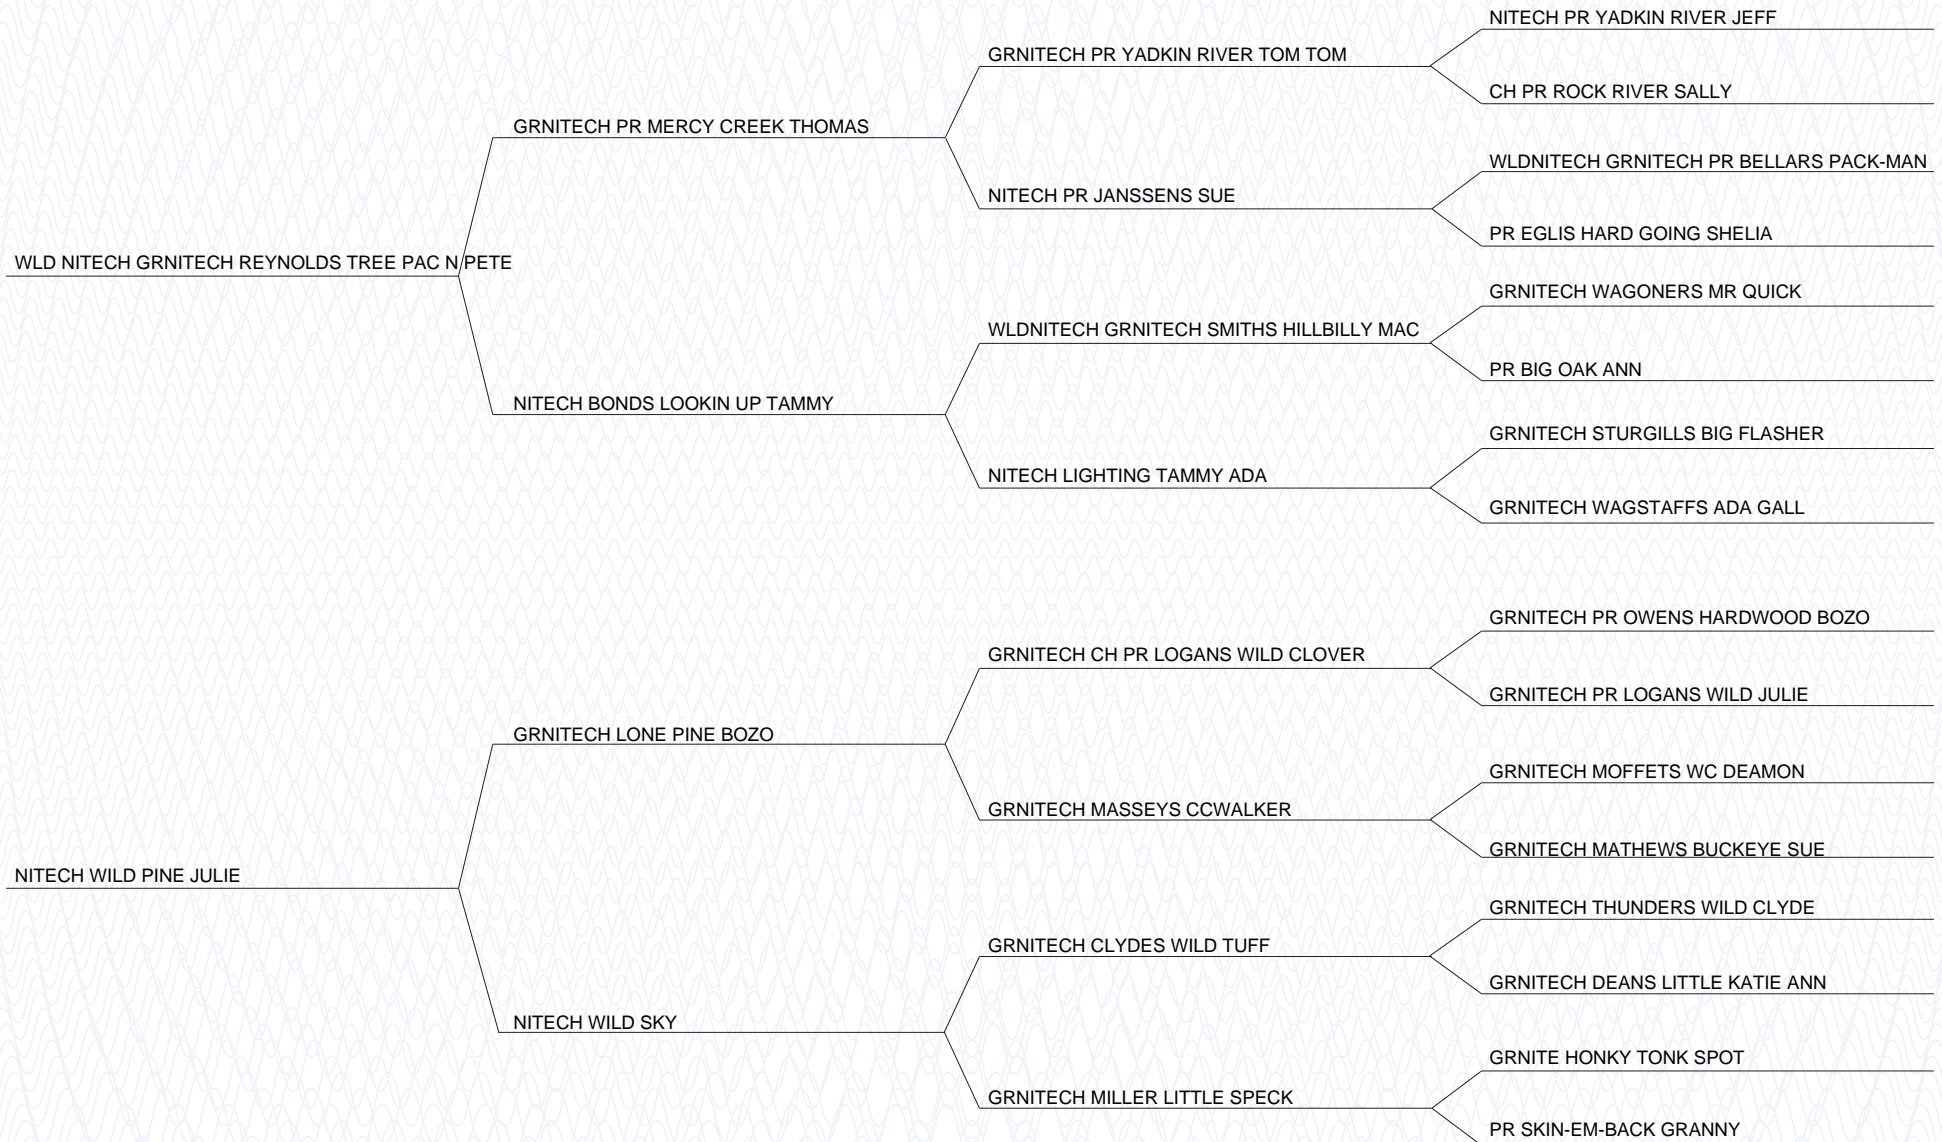 NITECH PR YADKIN RIVER JEFF
GRNITECH PR YADKIN RIVER TOM TOM
CH PR ROCK RIVER SALLY
GRNITECH PR MERCY CREEK THOMAS
WLDNITECH GRNITECH PR BELLARS PACK-MAN
NITECH PR JANSSENS SUE
PR EGLIS HARD GOING SHELIA
WLD NITECH GRNITECH REYNOLDS TREE PAC N PETE
GRNITECH WAGONERS MR QUICK
WLDNITECH GRNITECH SMITHS HILLBILLY MAC
PR BIG OAK ANN
NITECH BONDS LOOKIN UP TAMMY
GRNITECH STURGILLS BIG FLASHER
NITECH LIGHTING TAMMY ADA
GRNITECH WAGSTAFFS ADA GALL
GRNITECH PR OWENS HARDWOOD BOZO
GRNITECH CH PR LOGANS WILD CLOVER
GRNITECH PR LOGANS WILD JULIE
GRNITECH LONE PINE BOZO
GRNITECH MOFFETS WC DEAMON
GRNITECH MASSEYS CCWALKER
GRNITECH MATHEWS BUCKEYE SUE
NITECH WILD PINE JULIE
GRNITECH THUNDERS WILD CLYDE
GRNITECH CLYDES WILD TUFF
GRNITECH DEANS LITTLE KATIE ANN
NITECH WILD SKY
GRNITE HONKY TONK SPOT
GRNITECH MILLER LITTLE SPECK
PR SKIN-EM-BACK GRANNY